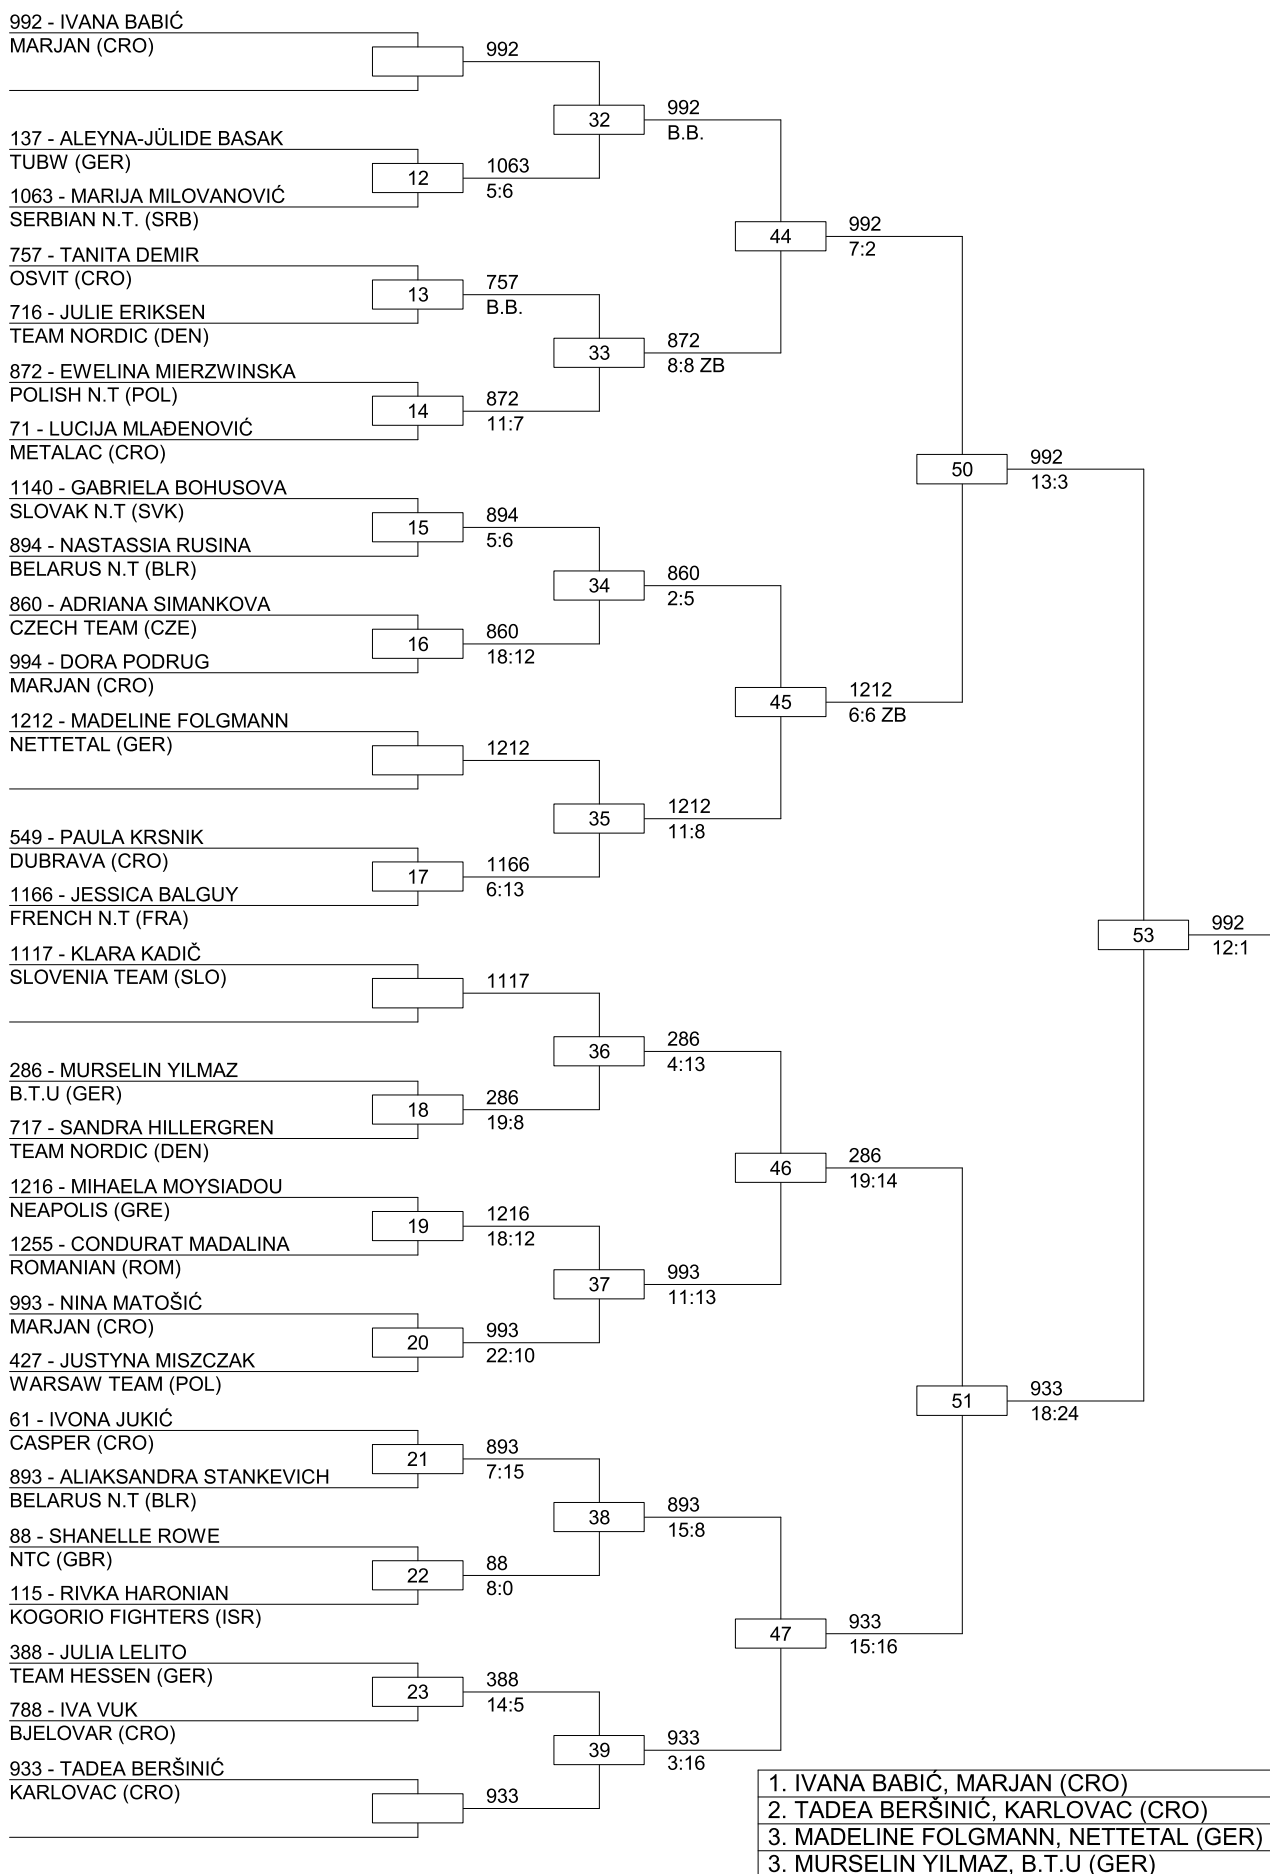 992 - IVANA BABIĆ
MARJAN (CRO)
992
32
992
B.B.
137 - ALEYNA-JÜLIDE BASAK
TUBW (GER)
12
1063
5:6
1063 - MARIJA MILOVANOVIĆ
SERBIAN N.T. (SRB)
44
992
7:2
757 - TANITA DEMIR
OSVIT (CRO)
13
757
B.B.
716 - JULIE ERIKSEN
TEAM NORDIC (DEN)
33
872
8:8 ZB
872 - EWELINA MIERZWINSKA
POLISH N.T (POL)
14
872
11:7
71 - LUCIJA MLAĐENOVIĆ
METALAC (CRO)
50
992
13:3
1140 - GABRIELA BOHUSOVA
SLOVAK N.T (SVK)
15
894
5:6
894 - NASTASSIA RUSINA
BELARUS N.T (BLR)
34
860
2:5
860 - ADRIANA SIMANKOVA
CZECH TEAM (CZE)
16
860
18:12
994 - DORA PODRUG
MARJAN (CRO)
45
1212
6:6 ZB
1212 - MADELINE FOLGMANN
NETTETAL (GER)
1212
35
1212
11:8
549 - PAULA KRSNIK
DUBRAVA (CRO)
17
1166
6:13
1166 - JESSICA BALGUY
FRENCH N.T (FRA)
53
992
12:1
1117 - KLARA KADIČ
SLOVENIA TEAM (SLO)
1117
36
286
4:13
286 - MURSELIN YILMAZ
B.T.U (GER)
18
286
19:8
717 - SANDRA HILLERGREN
TEAM NORDIC (DEN)
46
286
19:14
1216 - MIHAELA MOYSIADOU
NEAPOLIS (GRE)
19
1216
18:12
1255 - CONDURAT MADALINA
ROMANIAN (ROM)
37
993
11:13
993 - NINA MATOŠIĆ
MARJAN (CRO)
20
993
22:10
427 - JUSTYNA MISZCZAK
WARSAW TEAM (POL)
51
933
18:24
61 - IVONA JUKIĆ
CASPER (CRO)
21
893
7:15
893 - ALIAKSANDRA STANKEVICH
BELARUS N.T (BLR)
38
893
15:8
88 - SHANELLE ROWE
NTC (GBR)
22
88
8:0
115 - RIVKA HARONIAN
KOGORIO FIGHTERS (ISR)
47
933
15:16
388 - JULIA LELITO
TEAM HESSEN (GER)
23
388
14:5
788 - IVA VUK
BJELOVAR (CRO)
39
933
3:16
933 - TADEA BERŠINIĆ
KARLOVAC (CRO)
933
1. IVANA BABIĆ, MARJAN (CRO)
2. TADEA BERŠINIĆ, KARLOVAC (CRO)
3. MADELINE FOLGMANN, NETTETAL (GER)
3. MURSELIN YILMAZ, B.T.U (GER)